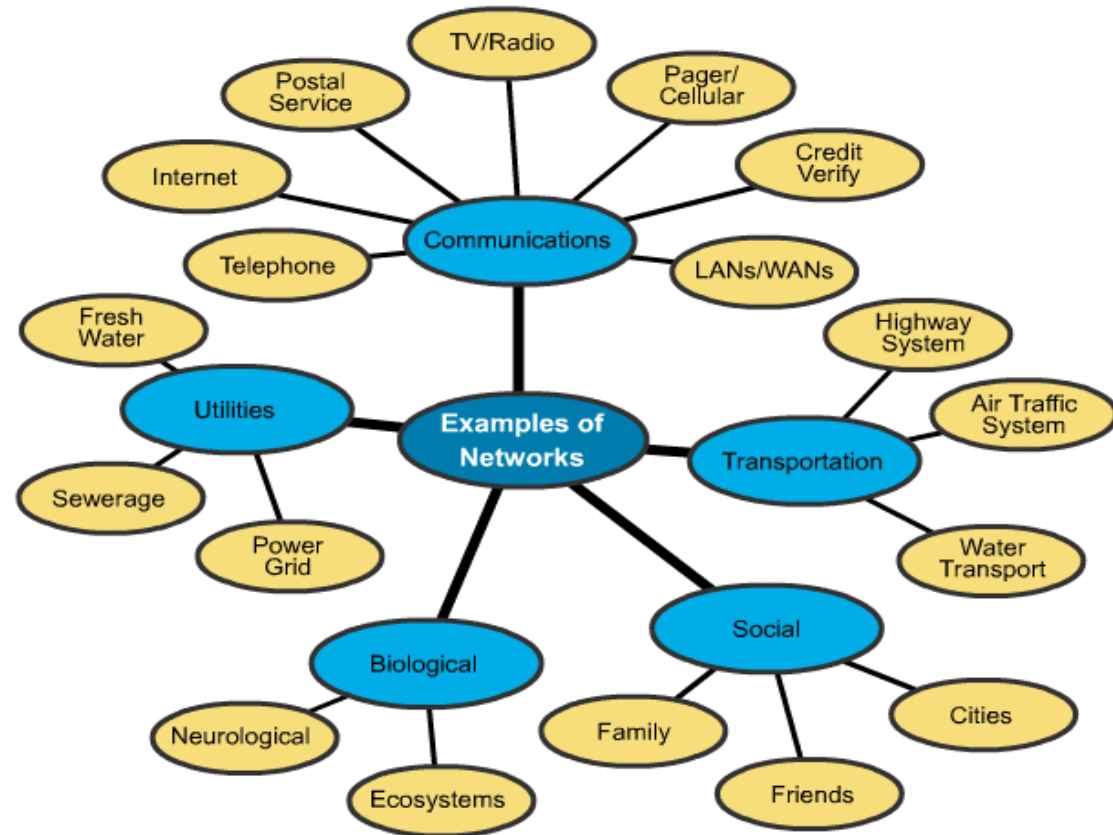 TV/Radio
Postal
Service
Pager/
Cellular
Internet
Credit
Verify
Communications
Telephone
LANs/WANs
Fresh
Water
Highway
System
Utilities
Examples of
Networks
Air Traffic
System
Transportation
Sewerage
Power
Grid
Water
Transport
Social
Biological
Neurological
Family
Cities
Ecosystems
Friends